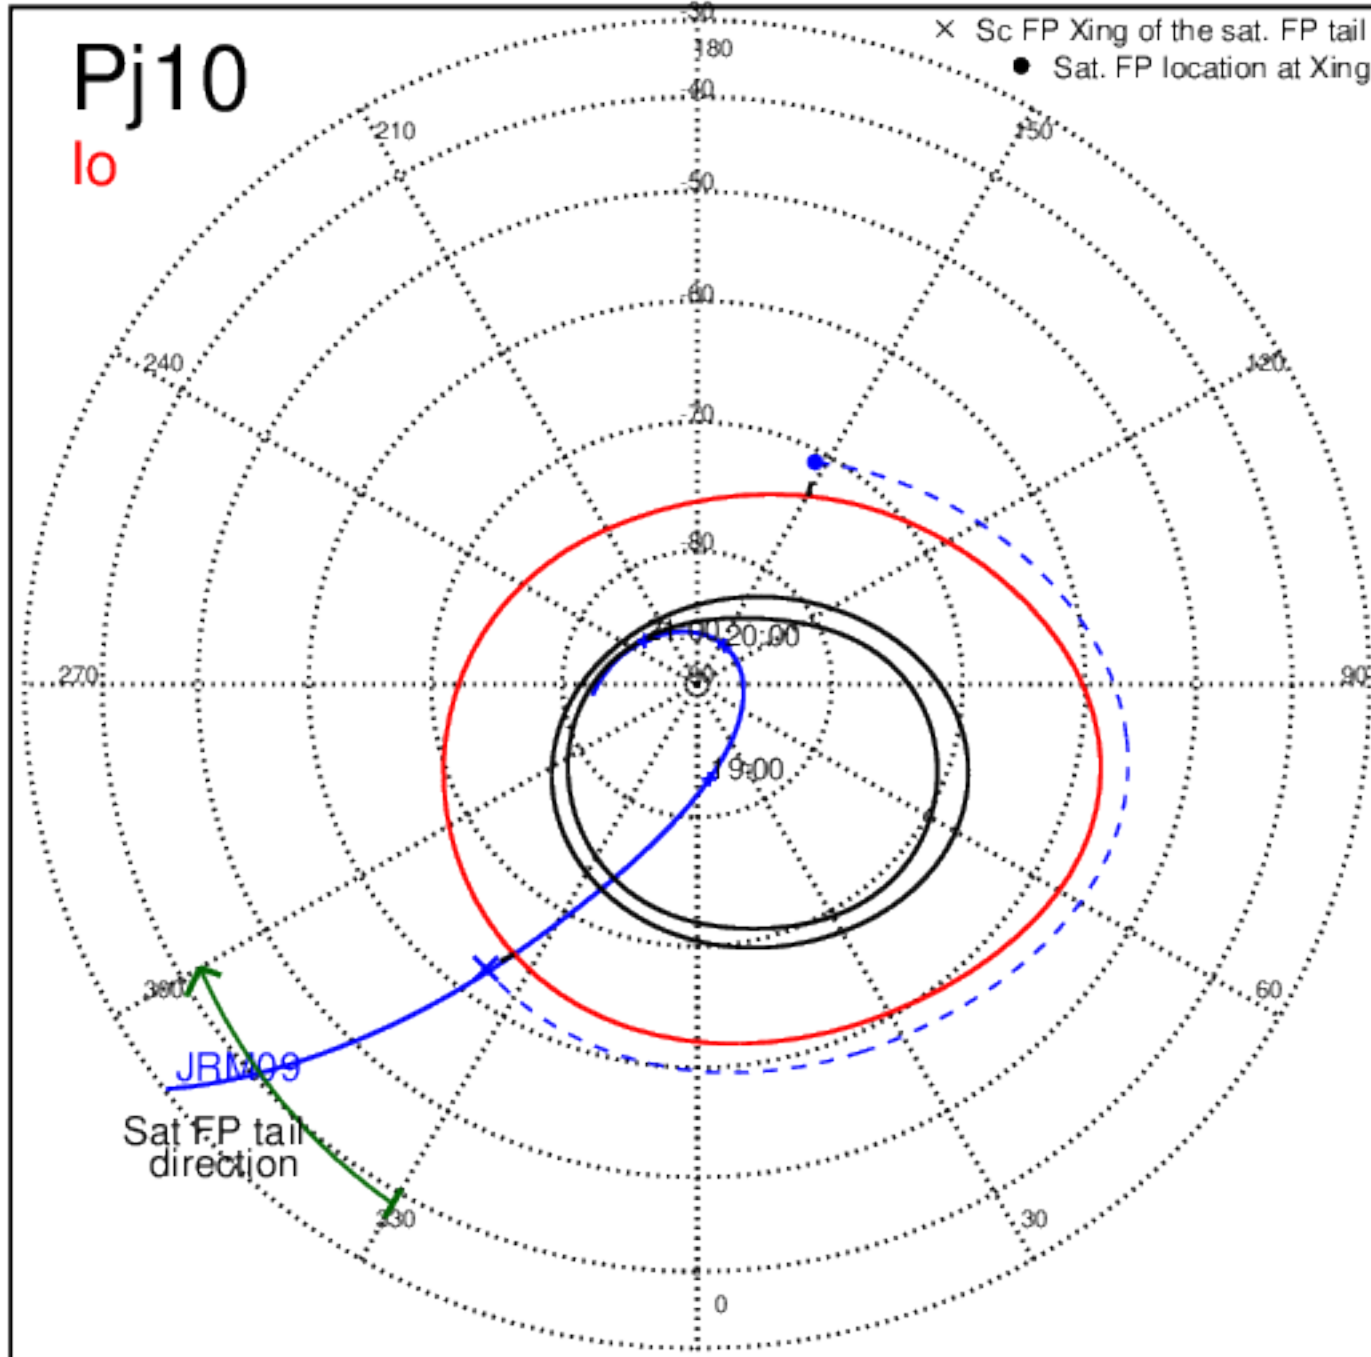 -30
× Sc FP Xing of the sat. FP tail
Pj10
180
● Sat. FP location at Xing
-40
210
150
Io
-50
-60
240
120
-70
-80
20:00
270
90
19:00
300
60
JRM09
Sat FP tail
direction
330
30
0